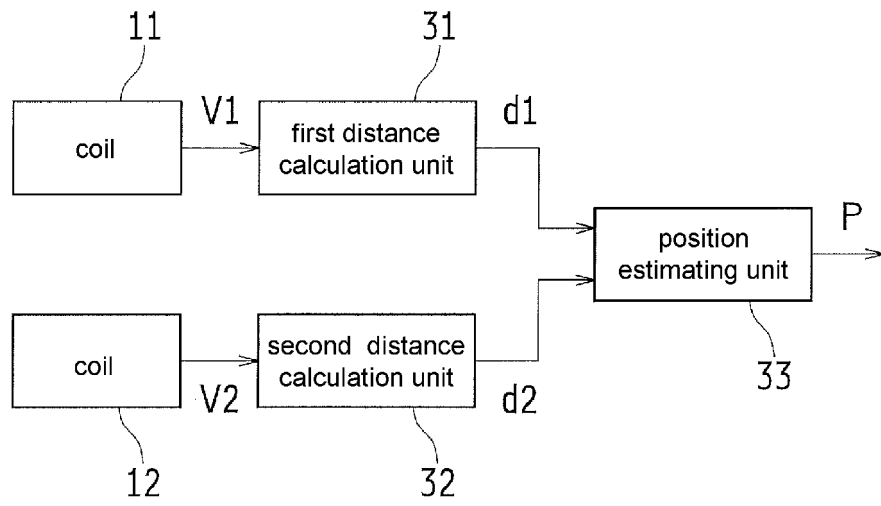 11
31
coil
V1
first distance
calculation unit
d1
position
estimating unit
P
33
coil
V2
second distance
calculation unit
d2
12
32